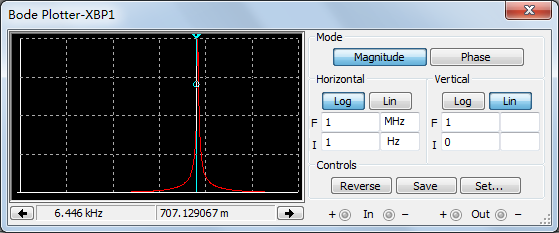 Bode Plotter-XBP1
Mode
Magnitude Phase
Horizontal Vertical
Log Lin Log Lin
F 1 MHz F 1
I 1 Hz I 0
Controls
Reverse Save Set...
6.446 kHz 707.129067 m
+ In − + Out −